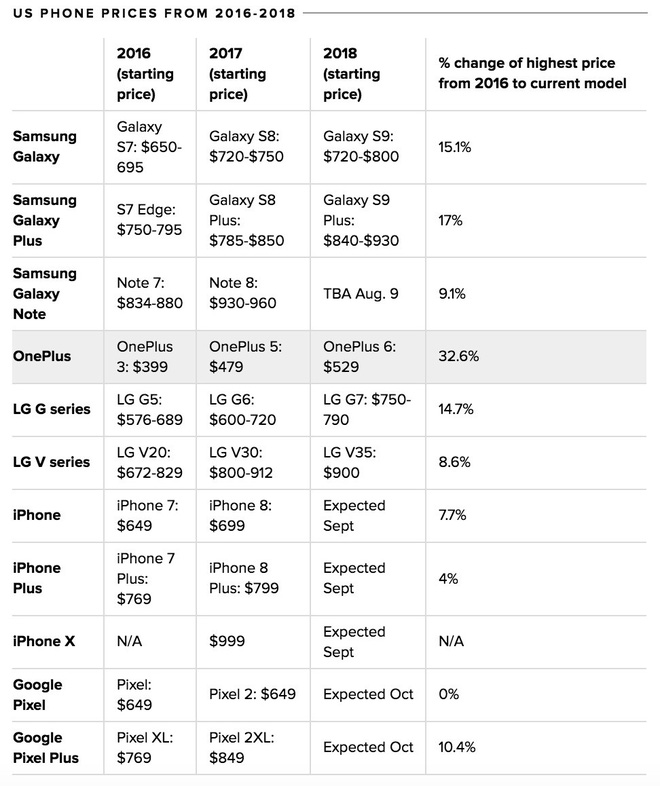 US PHONE PRICES FROM 2016-2018
2016 (starting price) 2017 (starting price) 2018 (starting price) % change of highest price from 2016 to current model
Samsung Galaxy Galaxy S7: $650-695 Galaxy S8: $720-$750 Galaxy S9: $720-$800 15.1%
Samsung Galaxy Plus S7 Edge: $750-795 Galaxy S8 Plus: $785-$850 Galaxy S9 Plus: $840-$930 17%
Samsung Galaxy Note Note 7: $834-880 Note 8: $930-960 TBA Aug. 9 9.1%
OnePlus OnePlus 3: $399 OnePlus 5: $479 OnePlus 6: $529 32.6%
LG G series LG G5: $576-689 LG G6: $600-720 LG G7: $750-790 14.7%
LG V series LG V20: $672-829 LG V30: $800-912 LG V35: $900 8.6%
iPhone iPhone 7: $649 iPhone 8: $699 Expected Sept 7.7%
iPhone Plus iPhone 7 Plus: $769 iPhone 8 Plus: $799 Expected Sept 4%
iPhone X N/A $999 Expected Sept N/A
Google Pixel Pixel: $649 Pixel 2: $649 Expected Oct 0%
Google Pixel Plus Pixel XL: $769 Pixel 2XL: $849 Expected Oct 10.4%